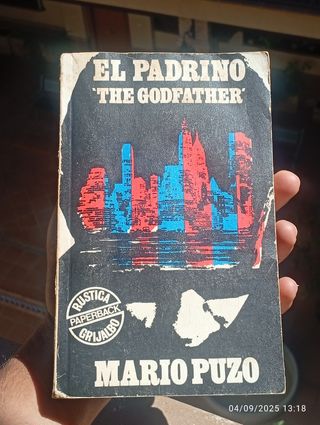 EL PADRINO
'THE GODFATHER'
RUSTICA
PAPERBACK
GRIJALBO
MARIO PUZO
04/09/2025 13:18